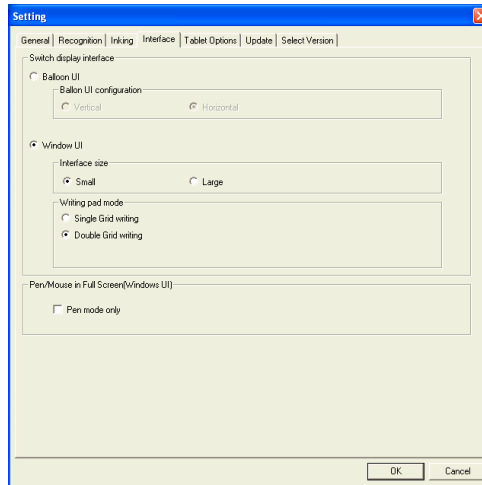 Setting
General Recognition Inking Interface Tablet Options Update Select Version
Switch display interface
Balloon UI
Ballon UI configuration
Vertical Horizontal
Window UI
Interface size
Small Large
Writing pad mode
Single Grid writing
Double Grid writing
Pen/Mouse in Full Screen(Windows UI)
Pen mode only
OK Cancel